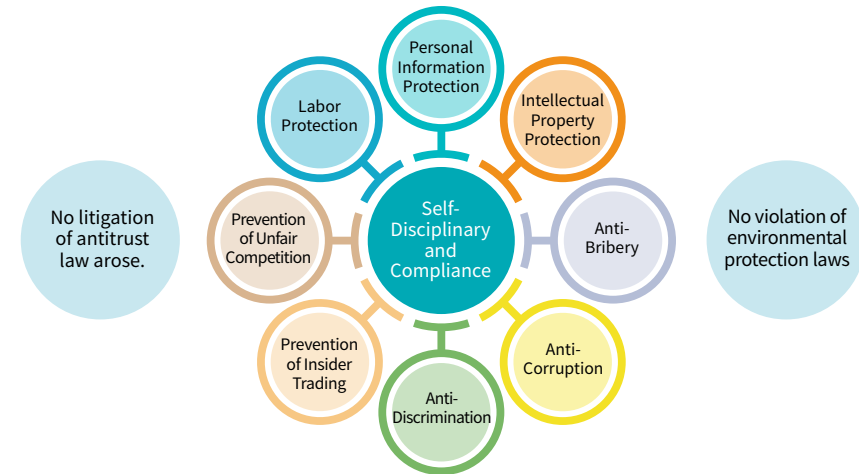 Personal
Information
Protection
Labor
Protection
Intellectual
Property
Protection
No litigation
of antitrust
law arose.
Prevention
of Unfair
Competition
Self-
Disciplinary
and
Compliance
Anti-
Bribery
No violation of
environmental
protection laws
Prevention
of Insider
Trading
Anti-
Corruption
Anti-
Discrimination